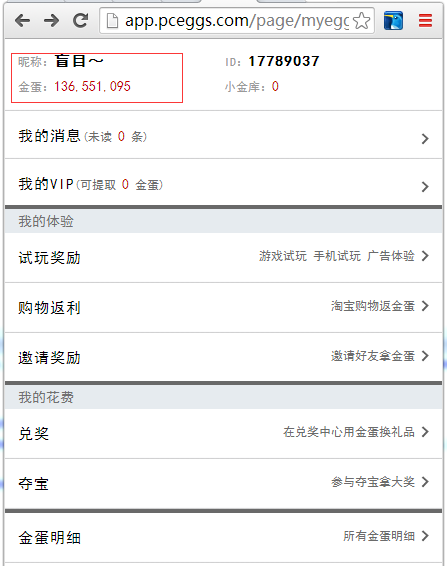 app.pceggs.com/page/myegg
昵称：盲目～ ID：17789037
金蛋：136,551,095 小金库：0
我的消息(未读 0 条)
我的VIP(可提取 0 金蛋)
我的体验
试玩奖励 游戏试玩 手机试玩 广告体验
购物返利 淘宝购物返金蛋
邀请奖励 邀请好友拿金蛋
我的花费
兑奖 在兑奖中心用金蛋换礼品
夺宝 参与夺宝拿大奖
金蛋明细 所有金蛋明细